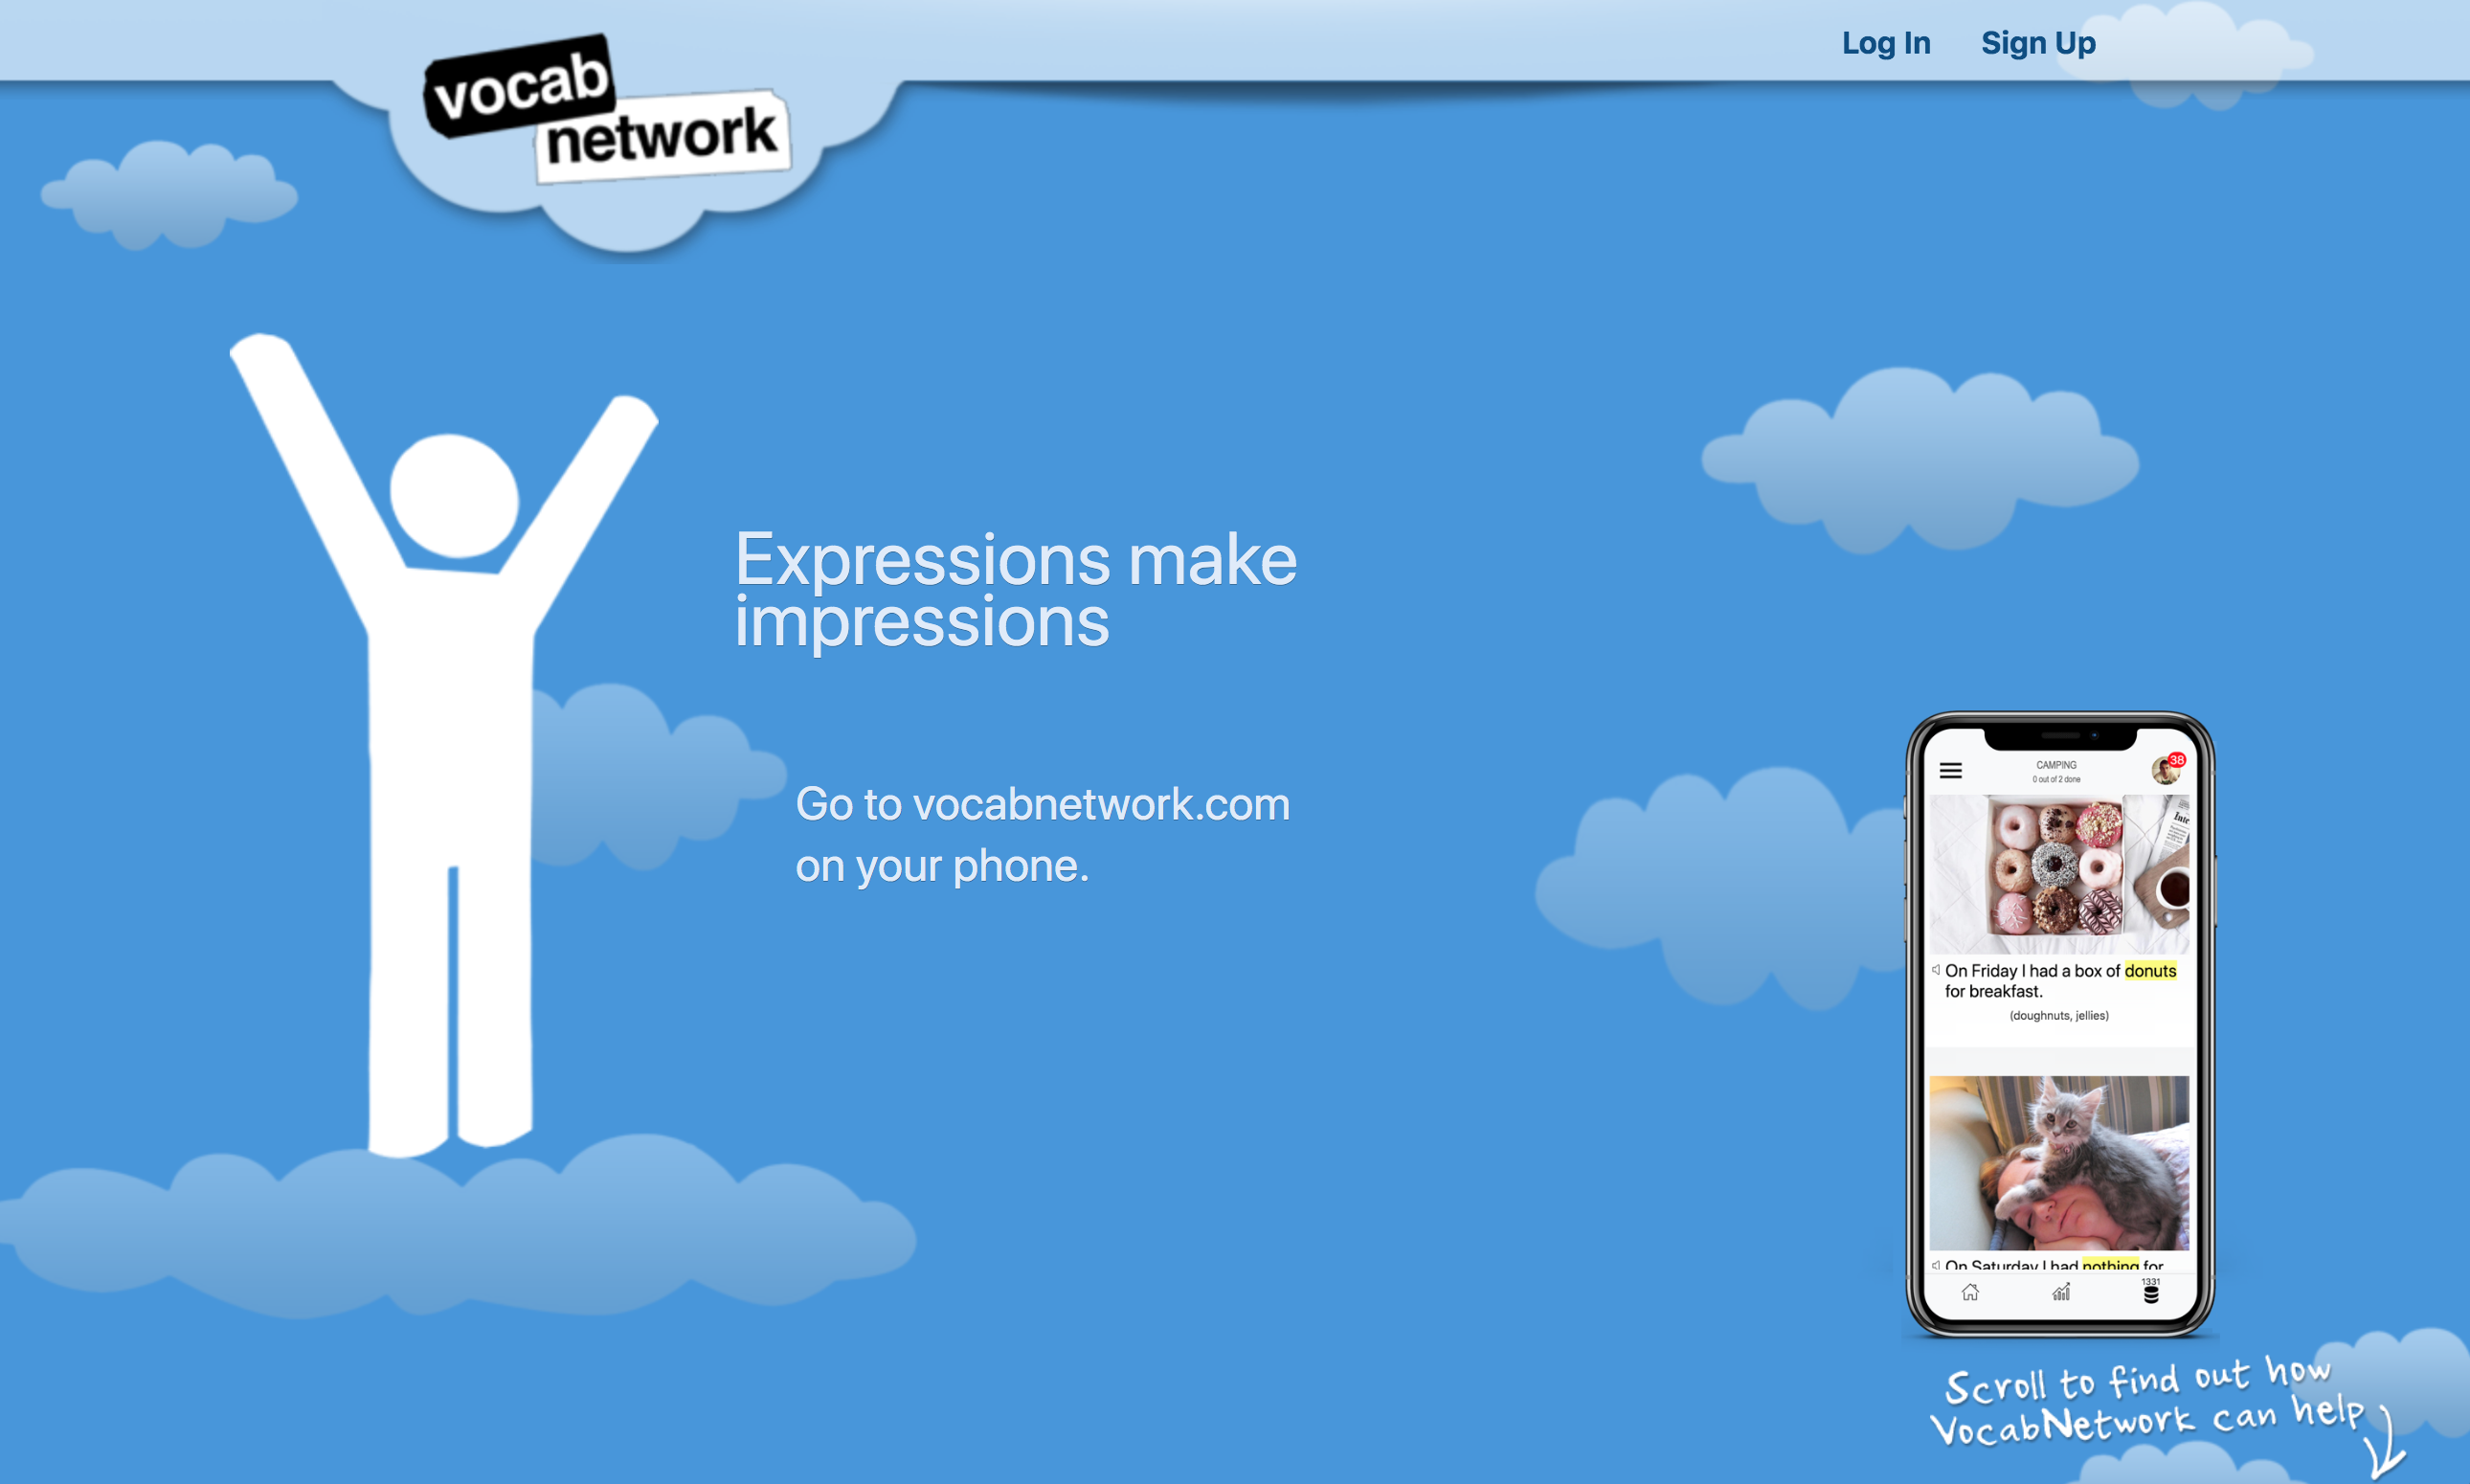 Log In Sign Up
vocab
network
Expressions make
impressions
Go to vocabnetwork.com
on your phone.
CAMPING
0 out of 2 done
38
On Friday I had a box of donuts
for breakfast.
(doughnuts, jellies)
On Saturday I had nothing for
1331
Scroll to find out how
VocabNetwork can help